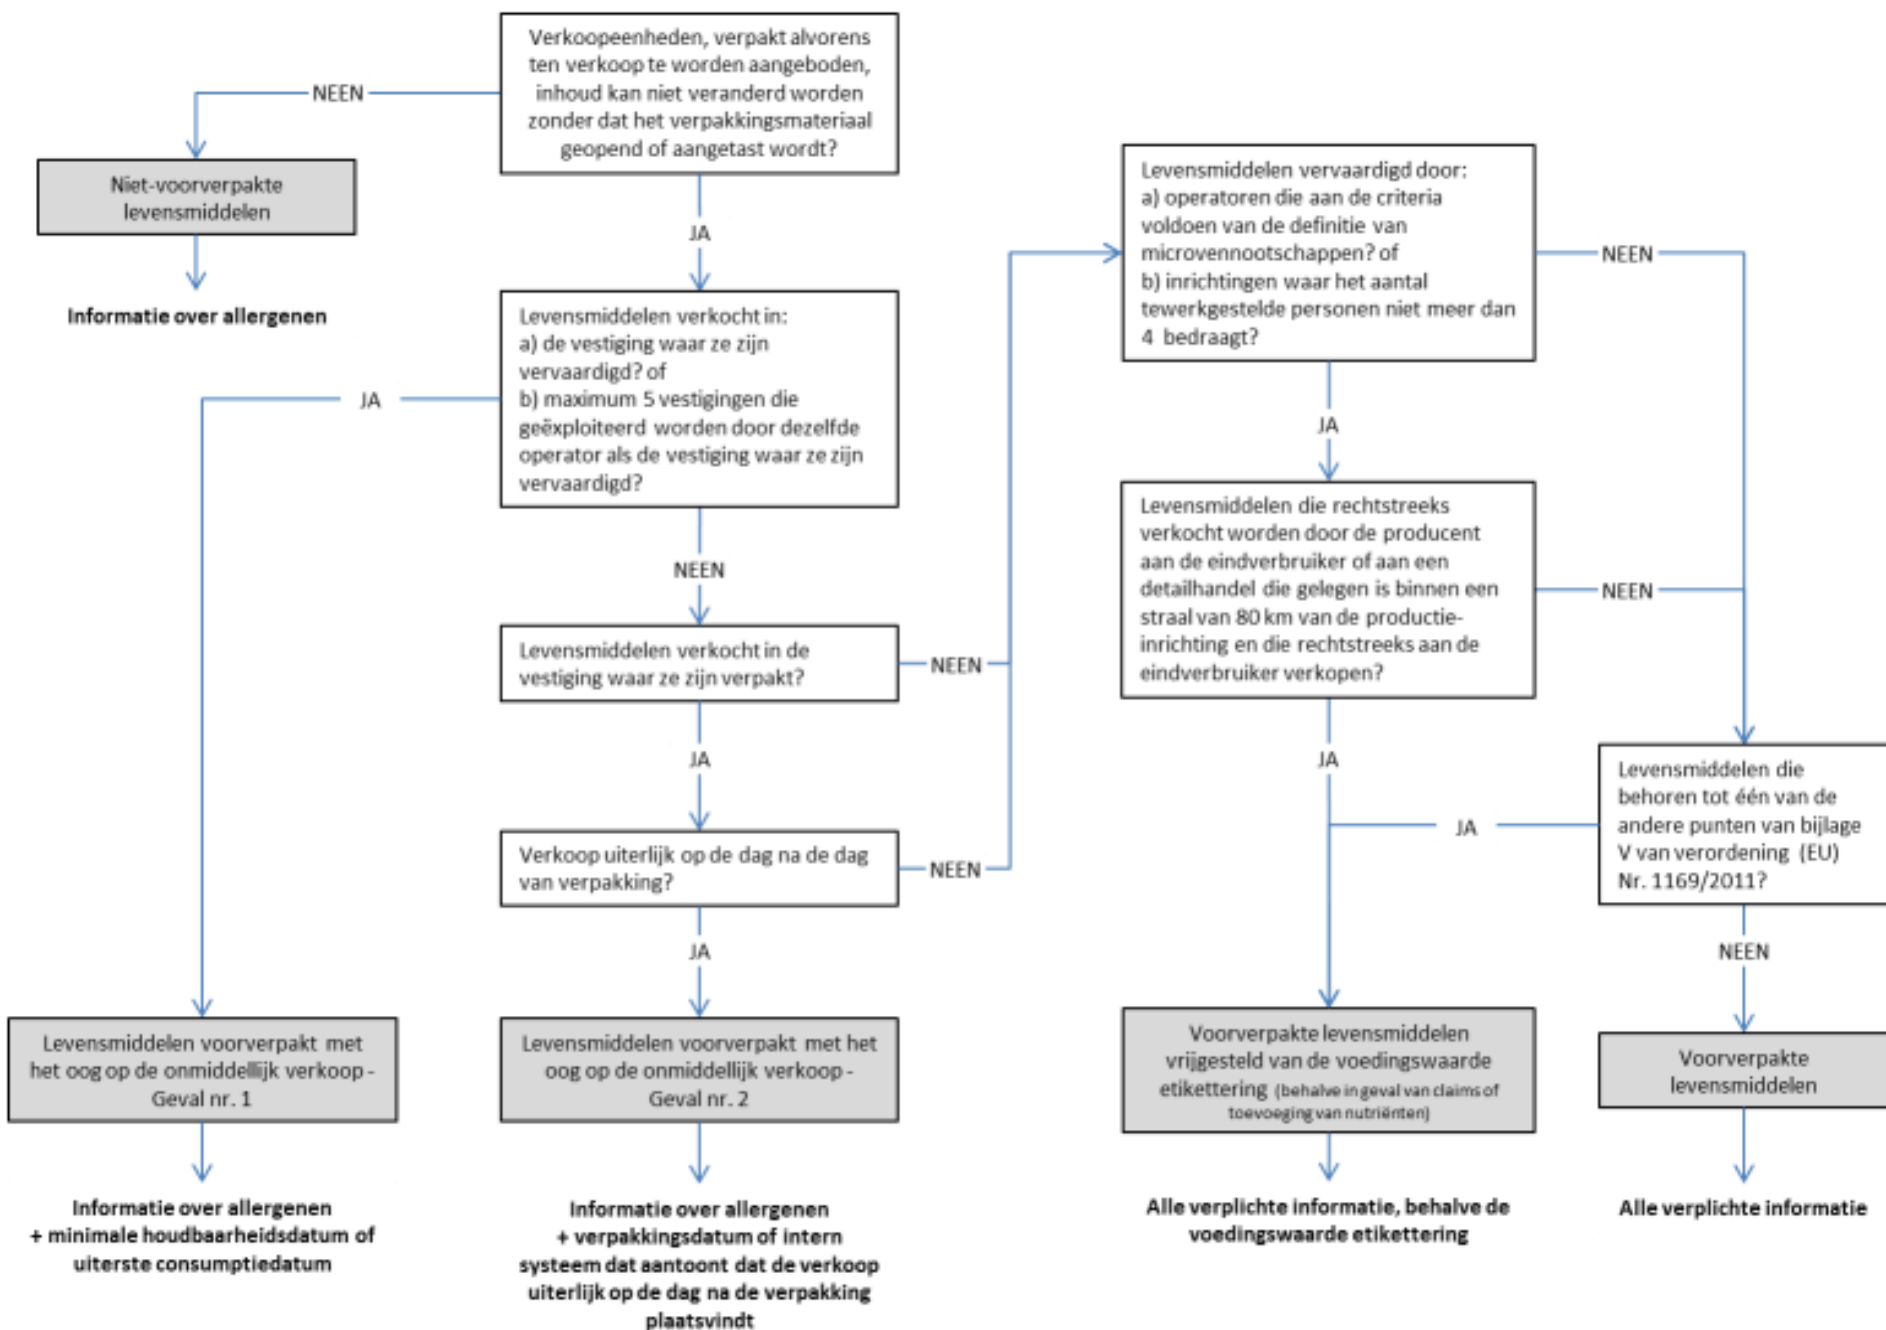 Verkoopeenheden, verpakt alvorens
ten verkoop te worden aangeboden,
inhoud kan niet veranderd worden
zonder dat het verpakkingsmateriaal
geopend of aangetast wordt?
NEEN
Niet-voorverpakte
levensmiddelen
Informatie over allergenen
JA
Levensmiddelen verkocht in:
a) de vestiging waar ze zijn
vervaardigd? of
b) maximum 5 vestigingen die
geëxploiteerd worden door dezelfde
operator als de vestiging waar ze zijn
vervaardigd?
JA
NEEN
Levensmiddelen verkocht in de
vestiging waar ze zijn verpakt?
NEEN
JA
Verkoop uiterlijk op de dag na de dag
van verpakking?
NEEN
JA
Levensmiddelen voorverpakt met
het oog op de onmiddellijk verkoop -
Geval nr. 1
Informatie over allergenen
+ minimale houdbaarheidsdatum of
uiterste consumptiedatum
Levensmiddelen voorverpakt met het
oog op de onmiddellijk verkoop -
Geval nr. 2
Informatie over allergenen
+ verpakkingsdatum of intern
systeem dat aantoont dat de verkoop
uiterlijk op de dag na de verpakking
plaatsvindt
Levensmiddelen vervaardigd door:
a) operatoren die aan de criteria
voldoen van de definitie van
microvennootschappen? of
b) inrichtingen waar het aantal
tewerkgestelde personen niet meer dan
4 bedraagt?
NEEN
JA
Levensmiddelen die rechtstreeks
verkocht worden door de producent
aan de eindverbruiker of aan een
detailhandel die gelegen is binnen een
straal van 80 km van de productie-
inrichting en die rechtstreeks aan de
eindverbruiker verkopen?
NEEN
JA
Levensmiddelen die
behoren tot één van de
andere punten van bijlage
V van verordening (EU)
Nr. 1169/2011?
JA
NEEN
Voorverpakte levensmiddelen
vrijgesteld van de voedingswaarde
etikettering (behalve in geval van claims of
toevoeging van nutriënten)
Alle verplichte informatie, behalve de
voedingswaarde etikettering
Voorverpakte
levensmiddelen
Alle verplichte informatie